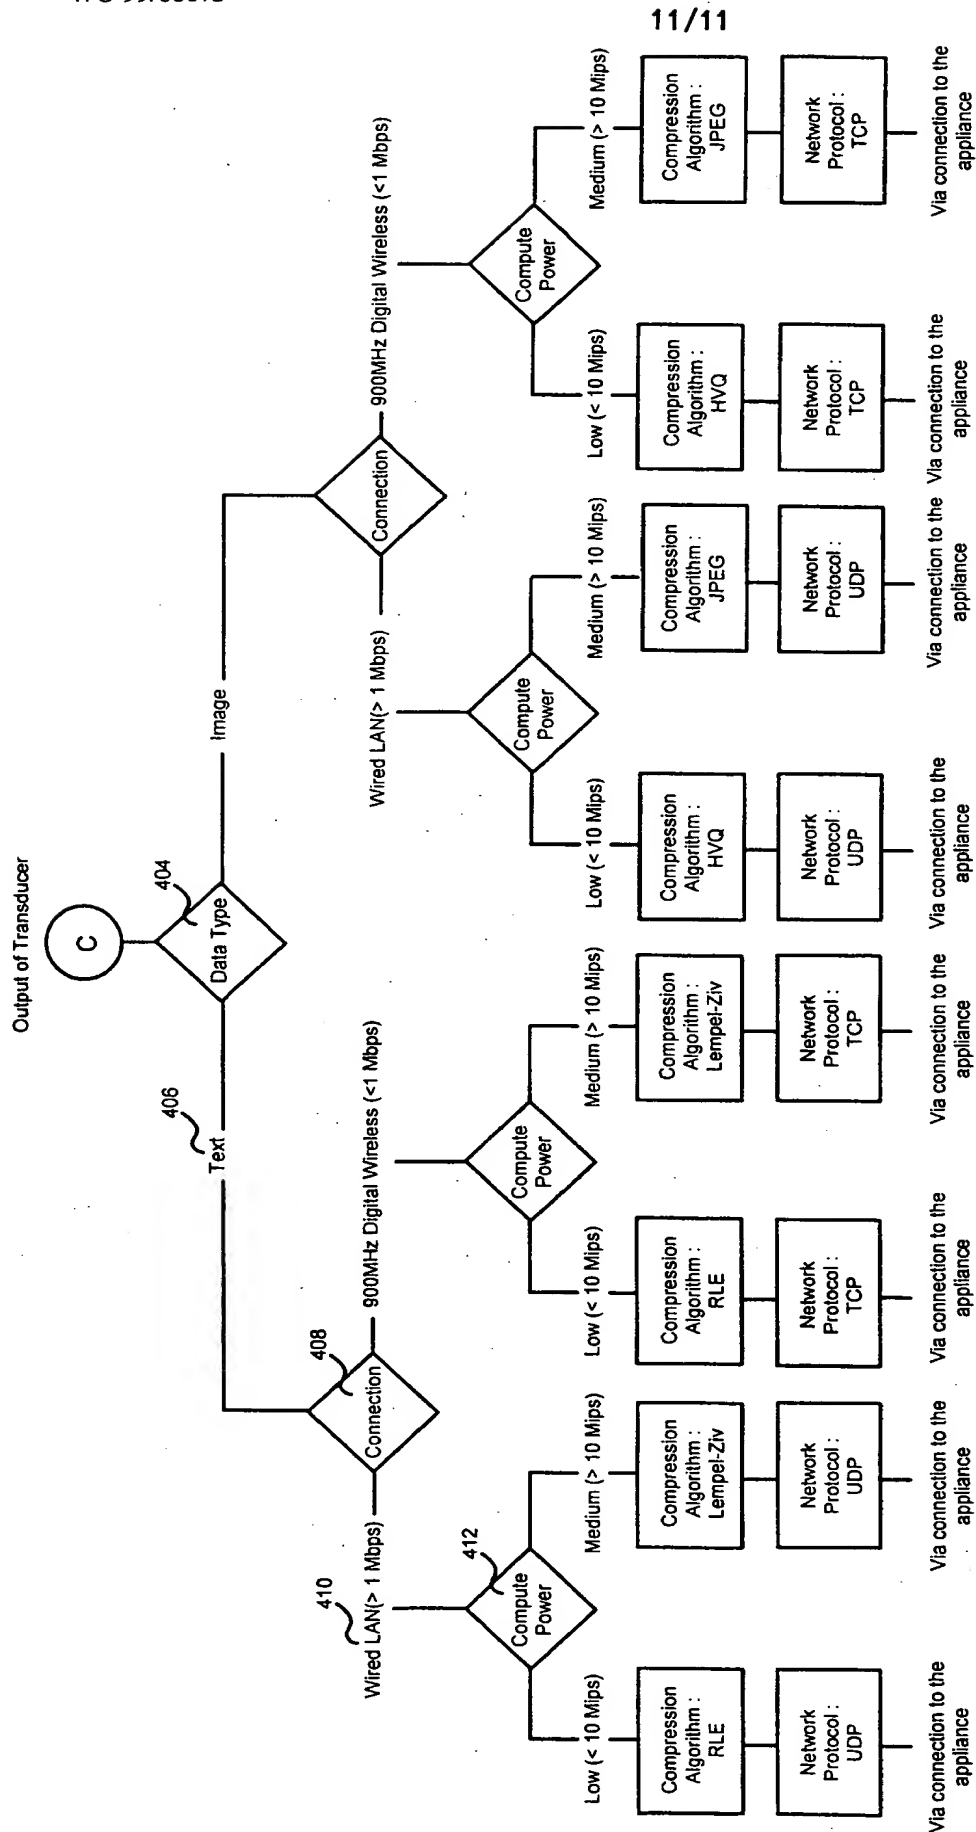 11/11
Output of Transducer
C
404
Data Type
406
Text
Image
408
Connection
Connection
410
Wired LAN(> 1 Mbps)
900MHz Digital Wireless (<1 Mbps)
Wired LAN(> 1 Mbps)
900MHz Digital Wireless (<1 Mbps)
412
Compute
Power
Compute
Power
Compute
Power
Compute
Power
Low (< 10 Mips)
Medium (> 10 Mips)
Low (< 10 Mips)
Medium (> 10 Mips)
Low (< 10 Mips)
Medium (> 10 Mips)
Low (< 10 Mips)
Medium (> 10 Mips)
Compression
Algorithm :
RLE
Compression
Algorithm :
Lempel-Ziv
Compression
Algorithm :
RLE
Compression
Algorithm :
Lempel-Ziv
Compression
Algorithm :
HVQ
Compression
Algorithm :
JPEG
Compression
Algorithm :
HVQ
Compression
Algorithm :
JPEG
Network
Protocol :
UDP
Network
Protocol :
UDP
Network
Protocol :
TCP
Network
Protocol :
TCP
Network
Protocol :
UDP
Network
Protocol :
UDP
Network
Protocol :
TCP
Network
Protocol :
TCP
Via connection to the
appliance
Via connection to the
appliance
Via connection to the
appliance
Via connection to the
appliance
Via connection to the
appliance
Via connection to the
appliance
Via connection to the
appliance
Via connection to the
appliance